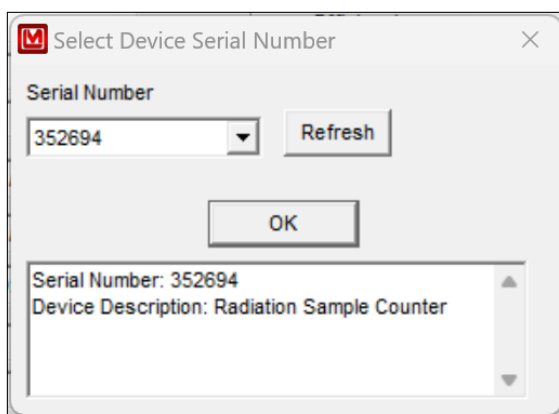 Select Device Serial Number
Serial Number
352694
Refresh
OK
Serial Number: 352694
Device Description: Radiation Sample Counter